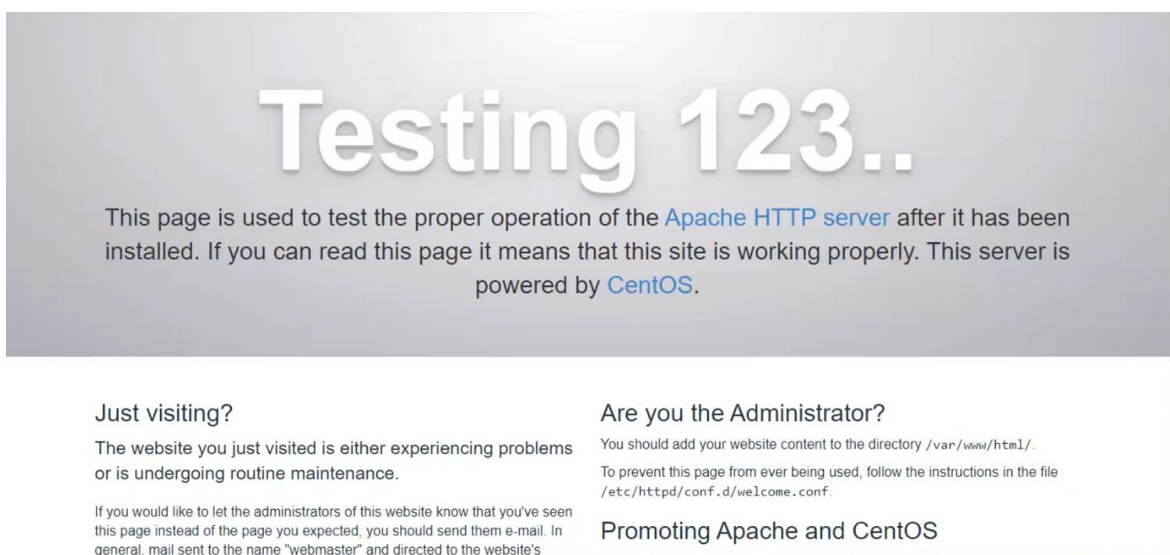 Testing 123..
This page is used to test the proper operation of the Apache HTTP server after it has been
installed. If you can read this page it means that this site is working properly. This server is
powered by CentOS.
Just visiting?
The website you just visited is either experiencing problems
or is undergoing routine maintenance.
If you would like to let the administrators of this website know that you've seen
this page instead of the page you expected, you should send them e-mail. In
general, mail sent to the name "webmaster" and directed to the website's
Are you the Administrator?
You should add your website content to the directory /var/www/html/.
To prevent this page from ever being used, follow the instructions in the file
/etc/httpd/conf.d/welcome.conf.
Promoting Apache and CentOS